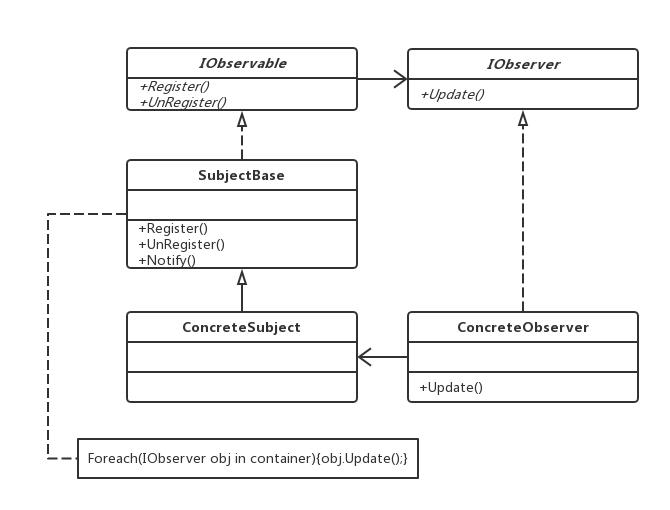 IObservable
+Register()
+UnRegister()
IObserver
+Update()
SubjectBase
+Register()
+UnRegister()
+Notify()
ConcreteSubject
ConcreteObserver
+Update()
Foreach(IObserver obj in container){obj.Update();}